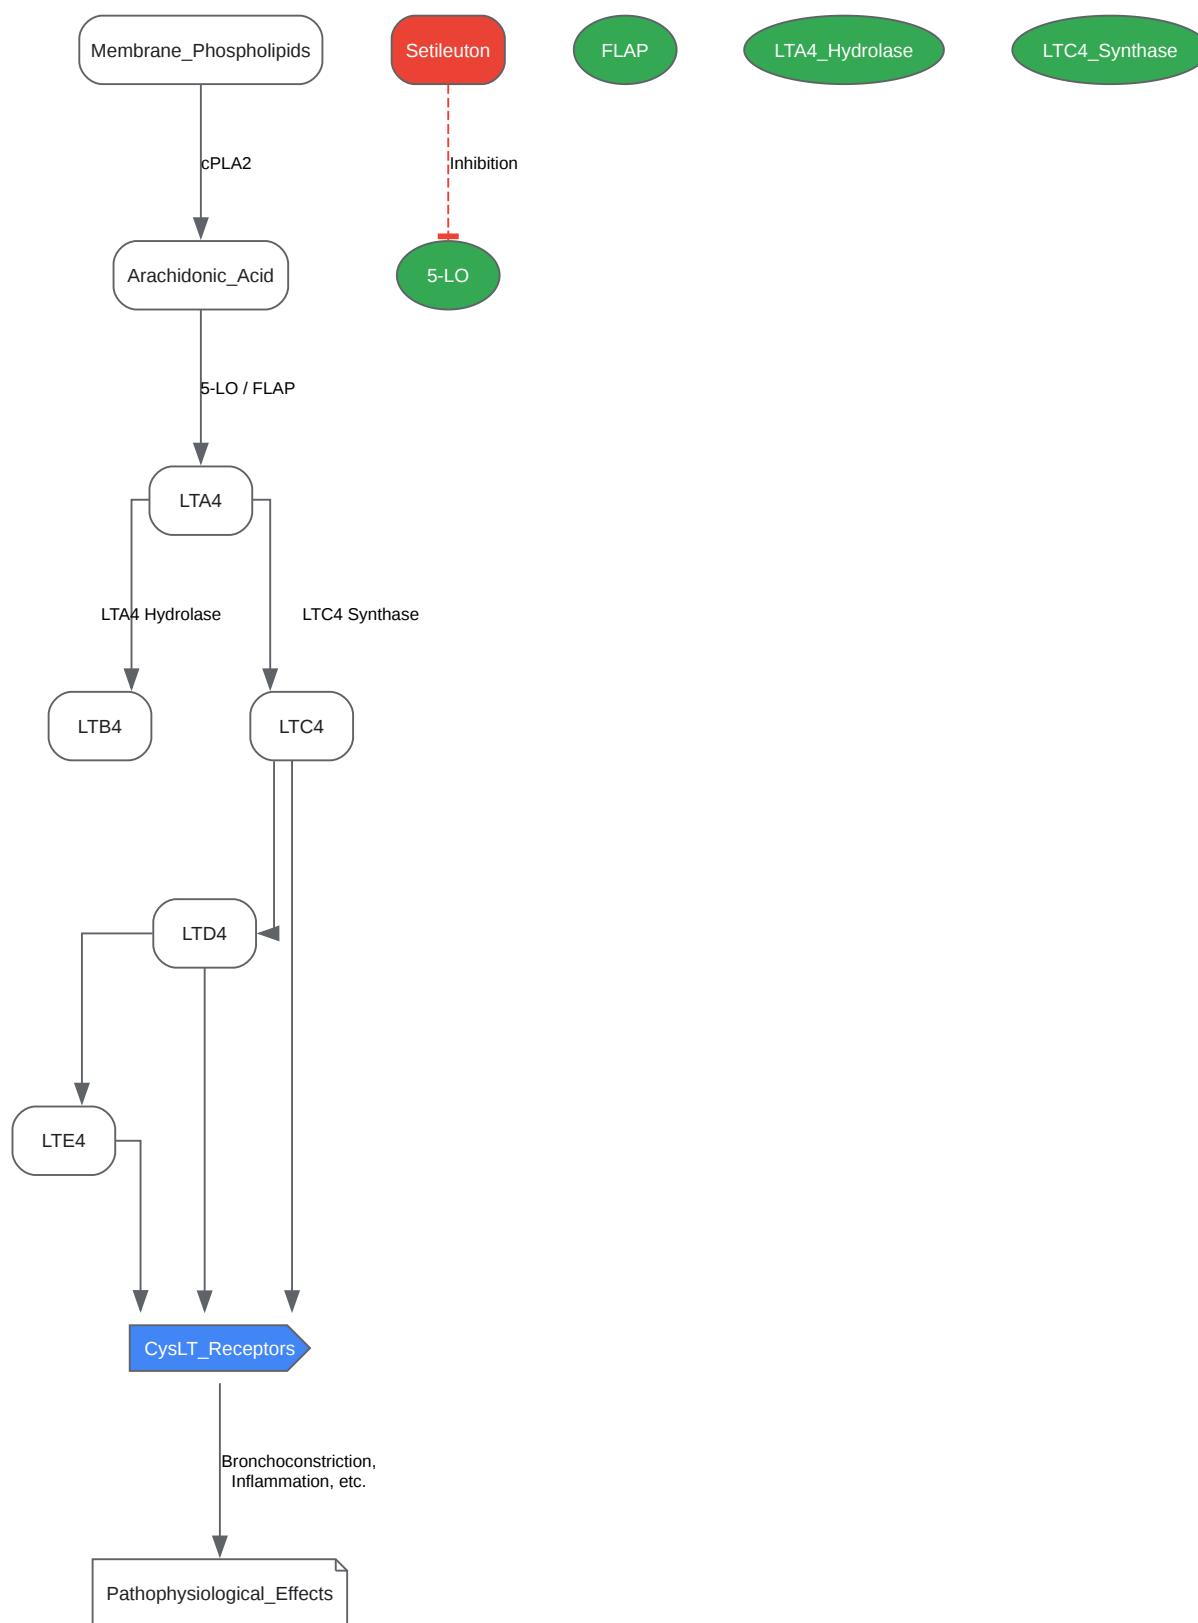 Membrane_Phospholipids
Setileuton
FLAP
LTA4_Hydrolase
LTC4_Synthase
cPLA2
Inhibition
Arachidonic_Acid
5-LO
5-LO / FLAP
LTA4
LTA4 Hydrolase
LTC4 Synthase
LTB4
LTC4
LTD4
LTE4
CysLT_Receptors
Bronchoconstriction,
Inflammation, etc.
Pathophysiological_Effects